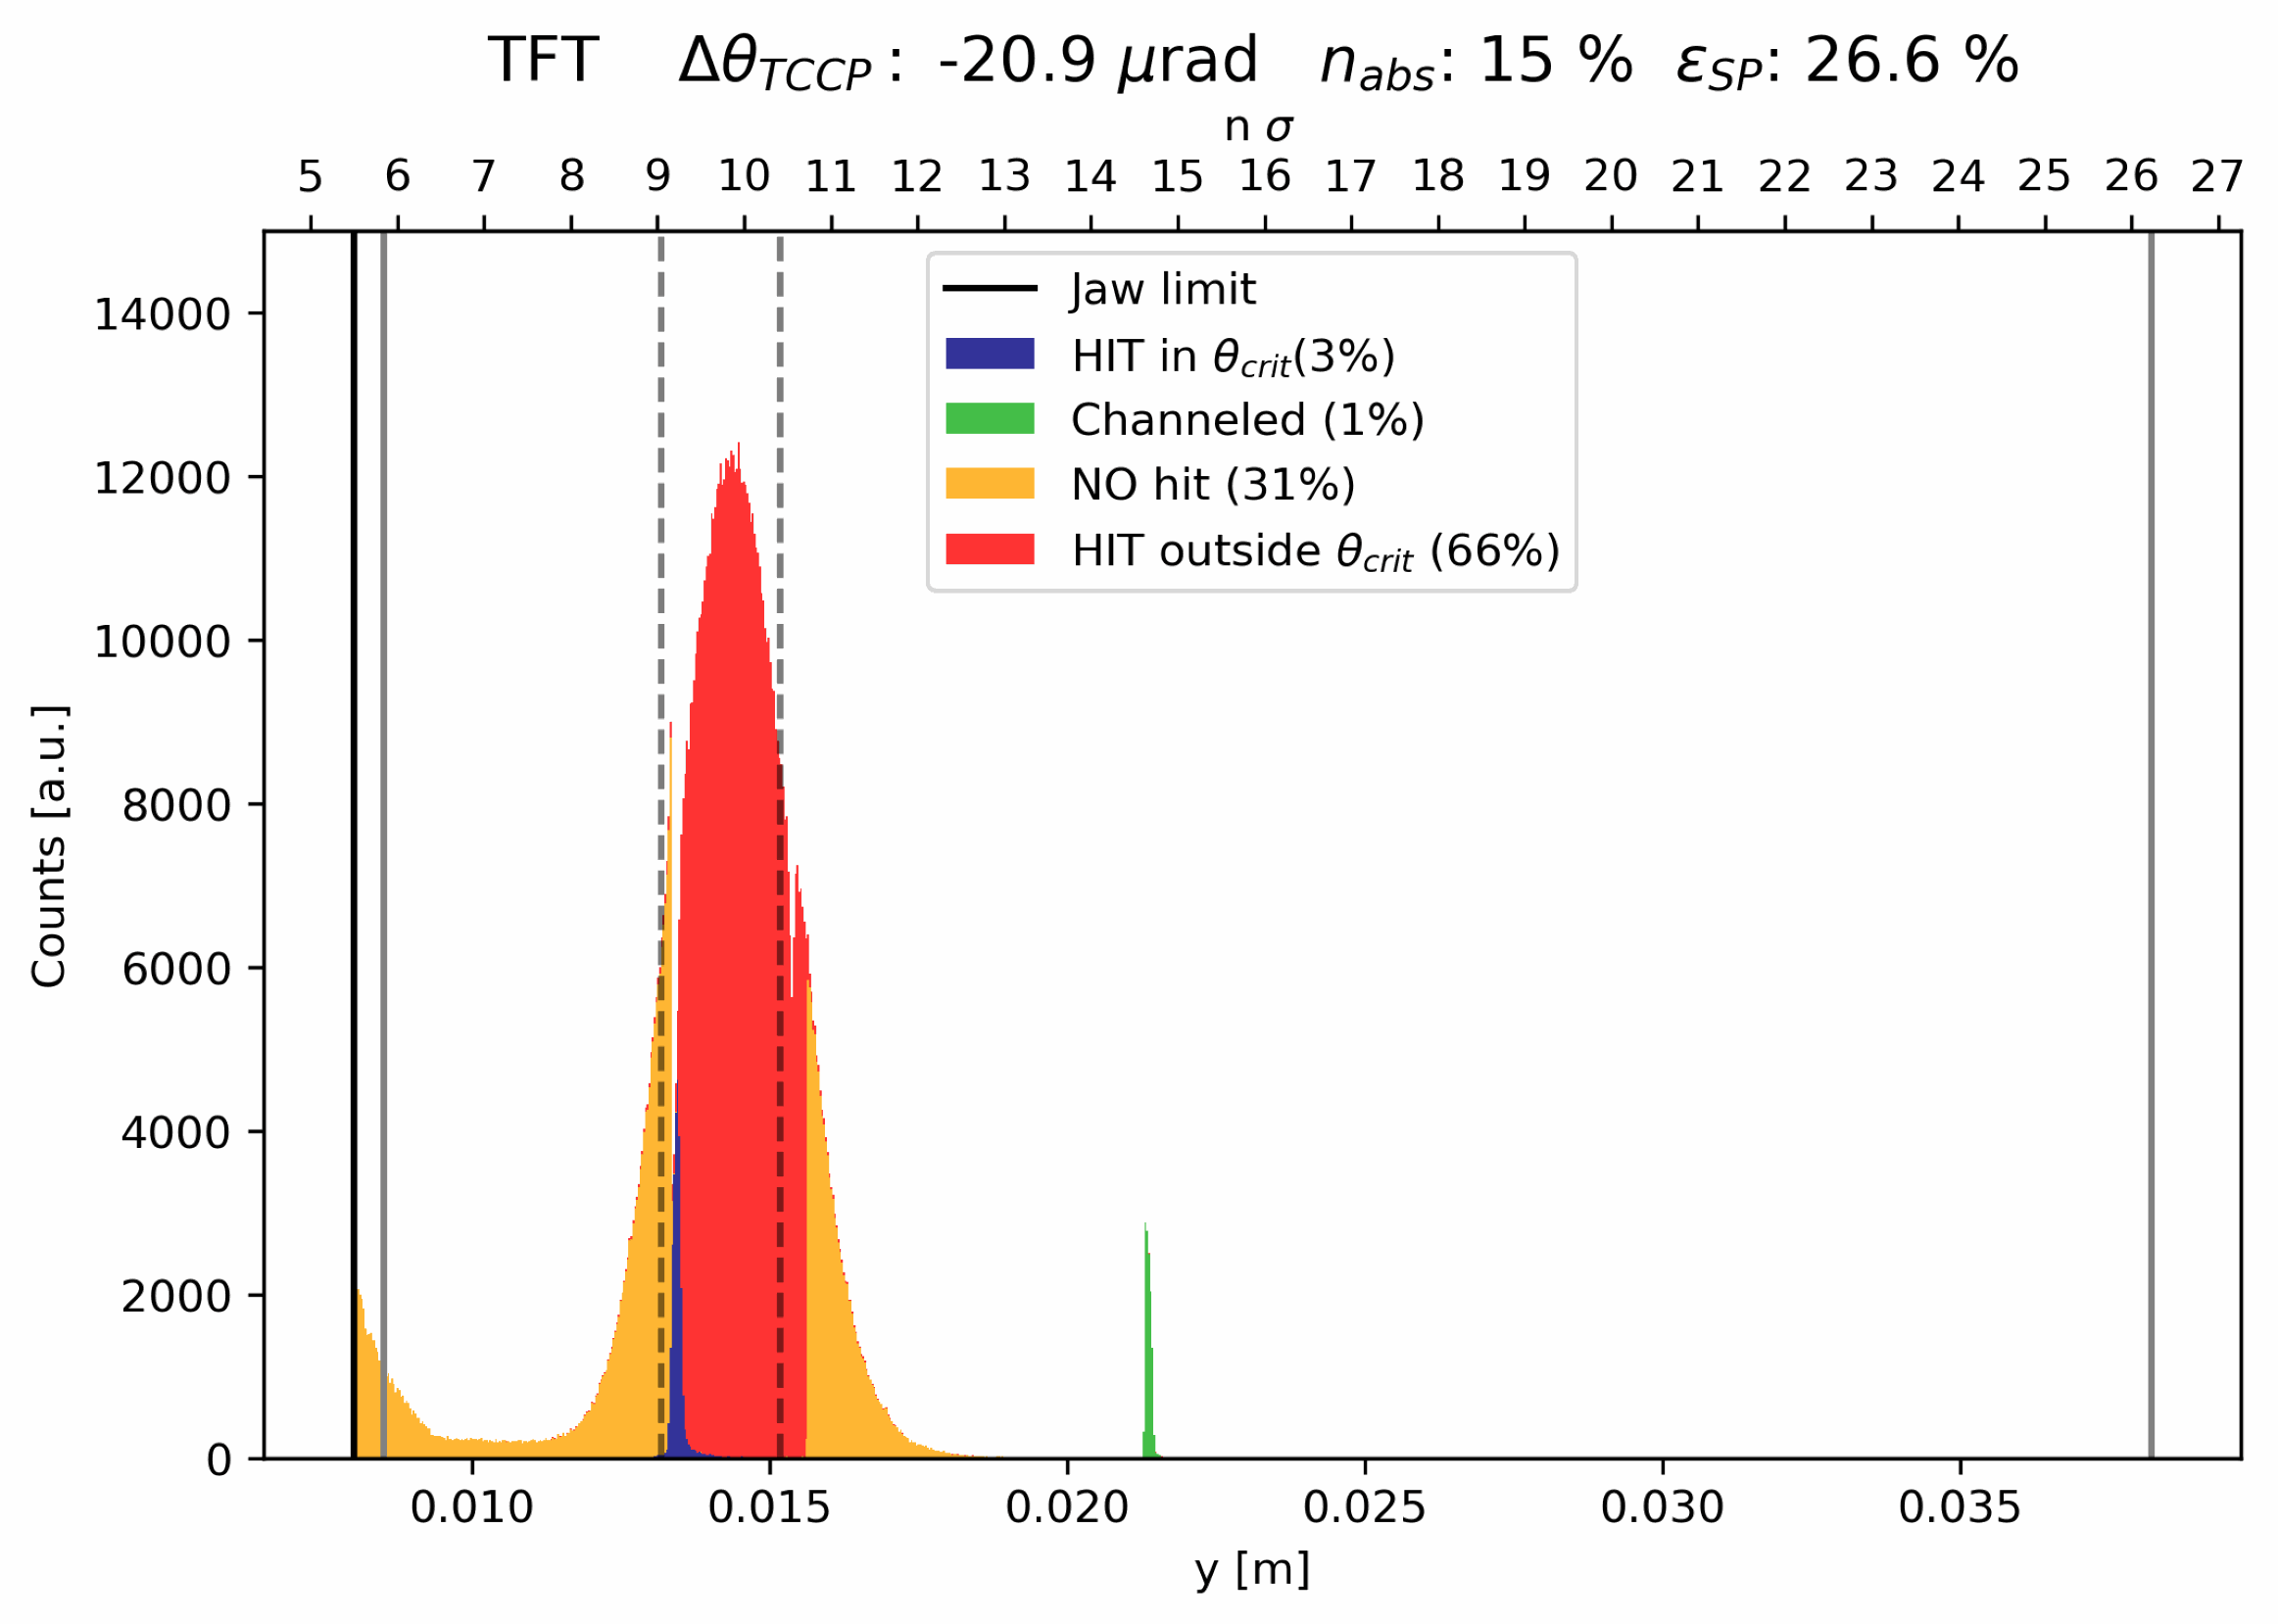 TFT Δθ_TCCP : -20.9 μrad n_abs: 15 % ε_SP: 26.6 %
n σ
5 6 7 8 9 10 11 12 13 14 15 16 17 18 19 20 21 22 23 24 25 26 27
Jaw limit
HIT in θ_crit(3%)
Channeled (1%)
NO hit (31%)
HIT outside θ_crit (66%)
14000
12000
10000
8000
6000
4000
2000
0
Counts [a.u.]
0.010 0.015 0.020 0.025 0.030 0.035
y [m]